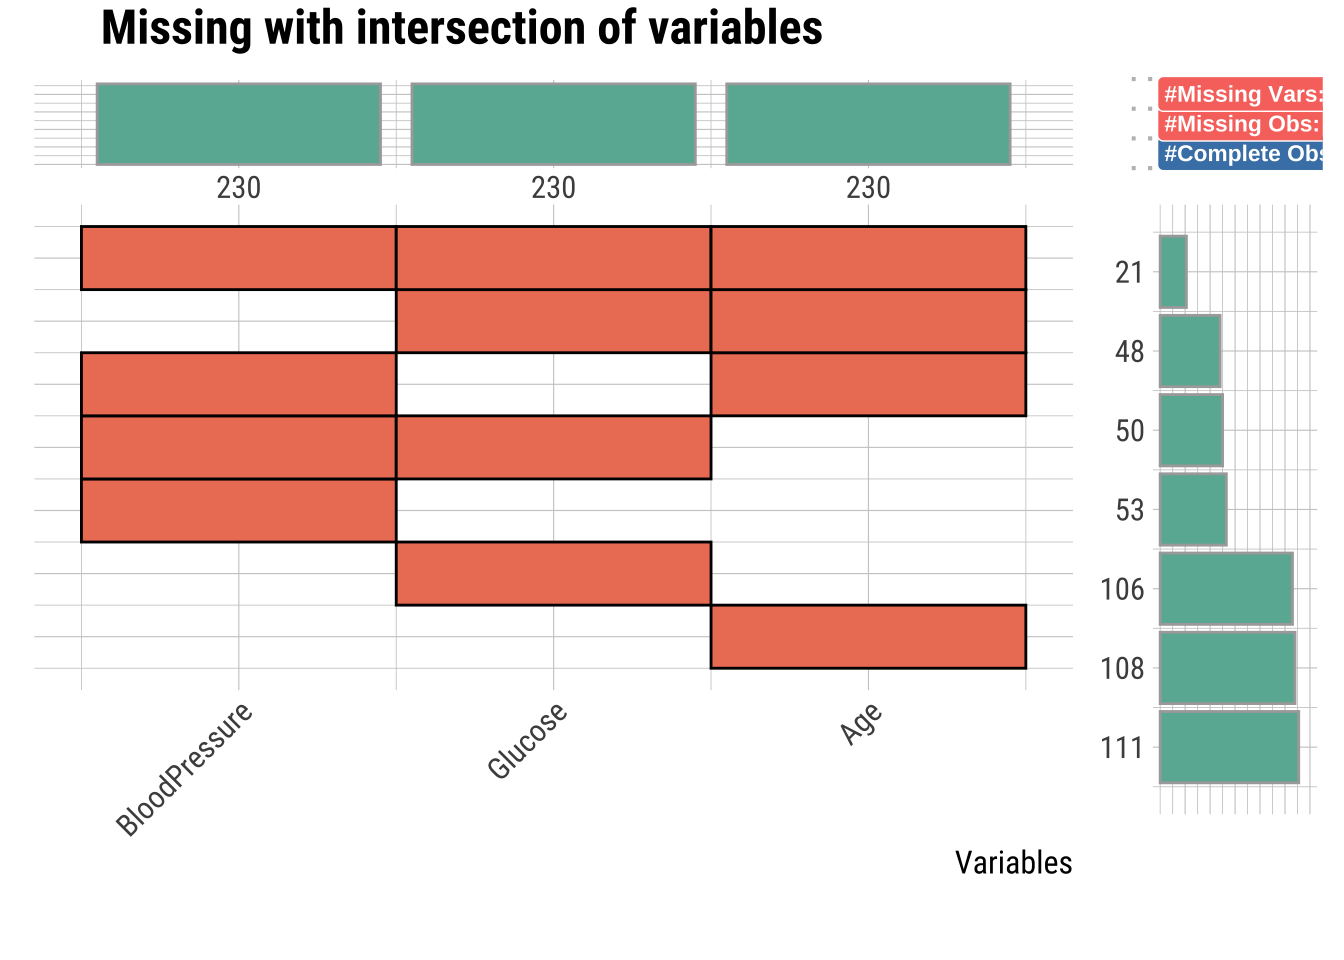 Missing with intersection of variables
#Missing Vars:
#Missing Obs:
#Complete Obs
230
230
230
21
48
50
53
106
108
111
BloodPressure
Glucose
Age
Variables